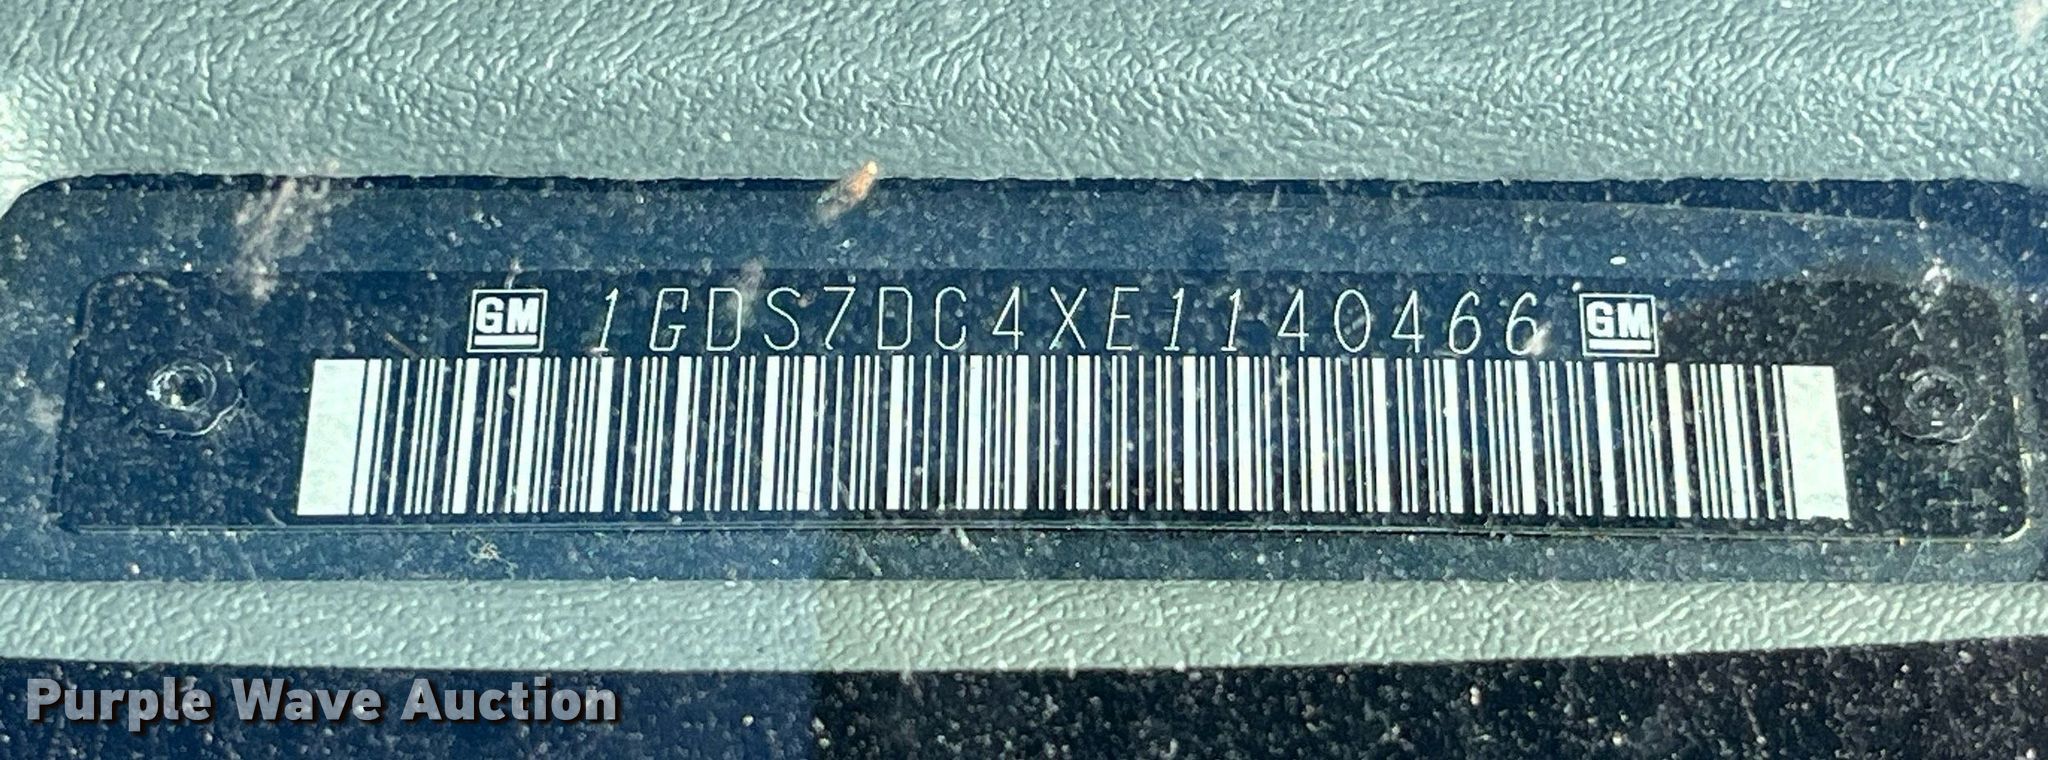 GM 1GDS7DC4XE1140466 GM
Purple Wave Auction